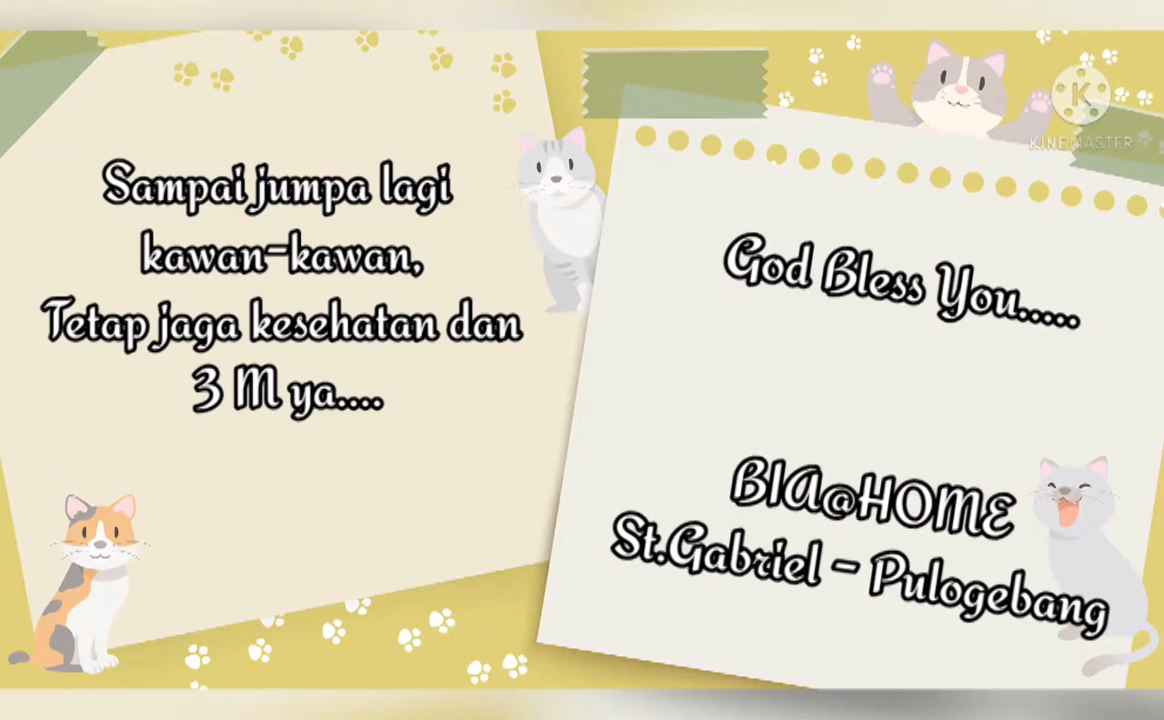 Sampai jumpa lagi
kawan-kawan,
Tetap jaga kesehatan dan
3 M ya....
God Bless You.....
BIA@HOME
St.Gabriel - Pulogebang
K
KINEMASTER